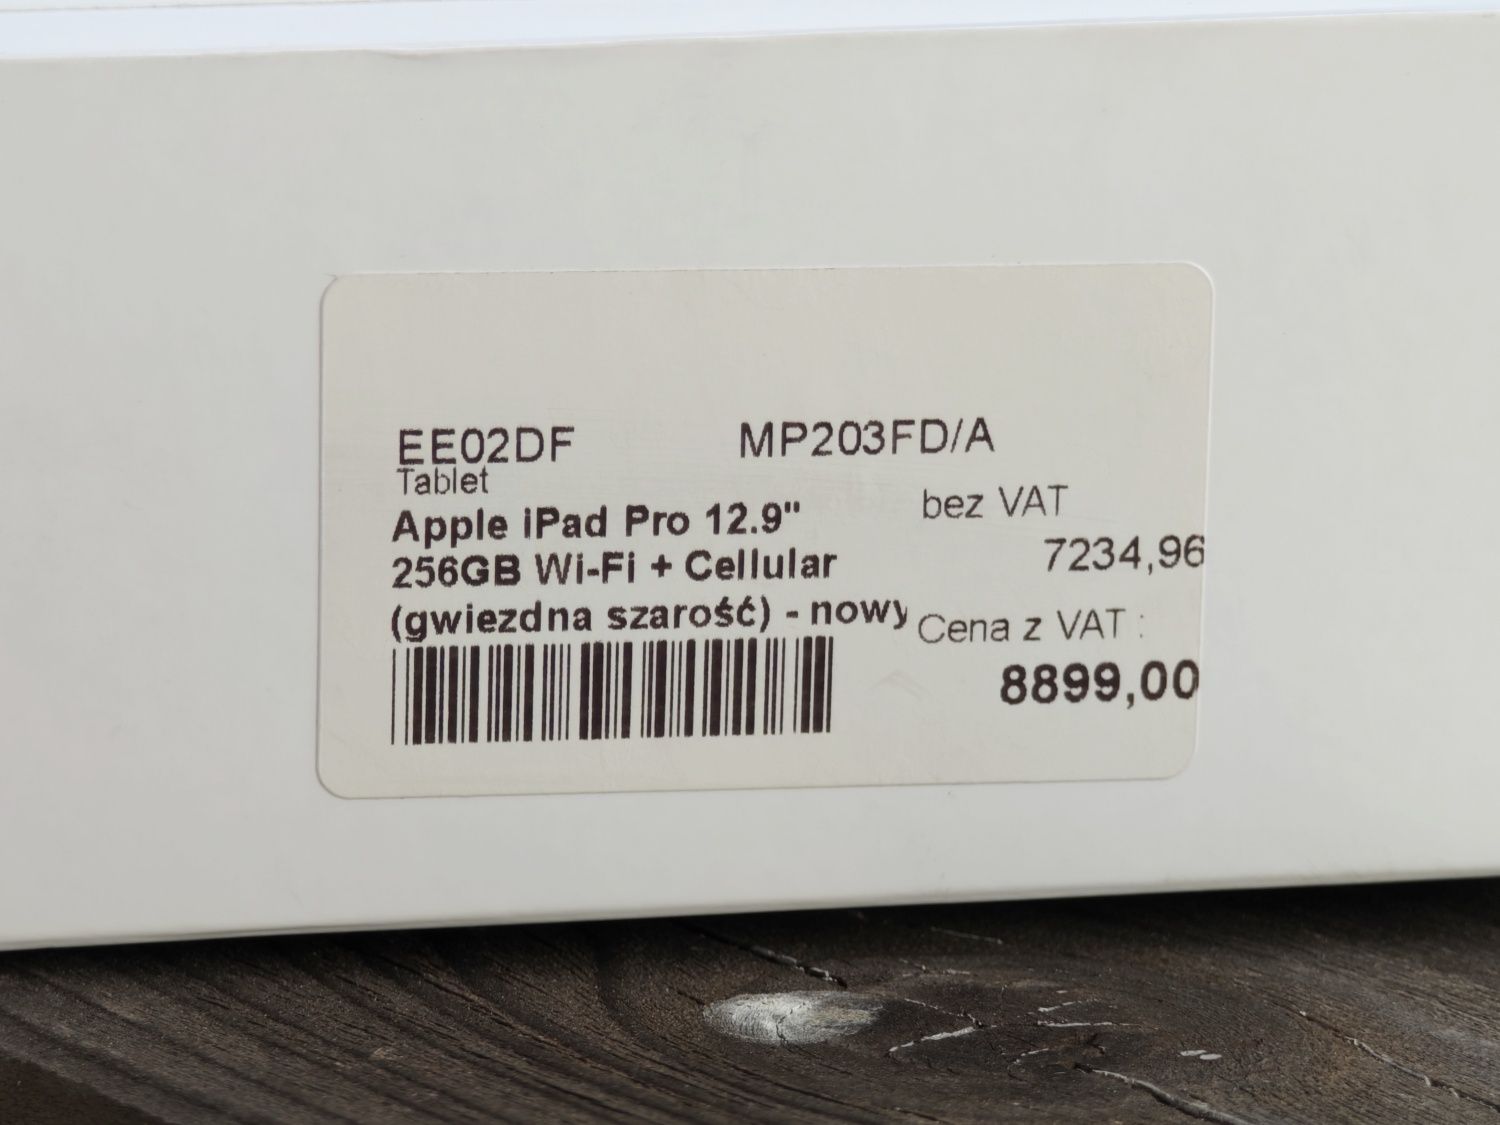 EE02DF MP203FD/A
Tablet
Apple iPad Pro 12.9"
256GB Wi-Fi + Cellular
(gwiezdna szarość) - nowy
bez VAT
7234,96
Cena z VAT :
8899,00